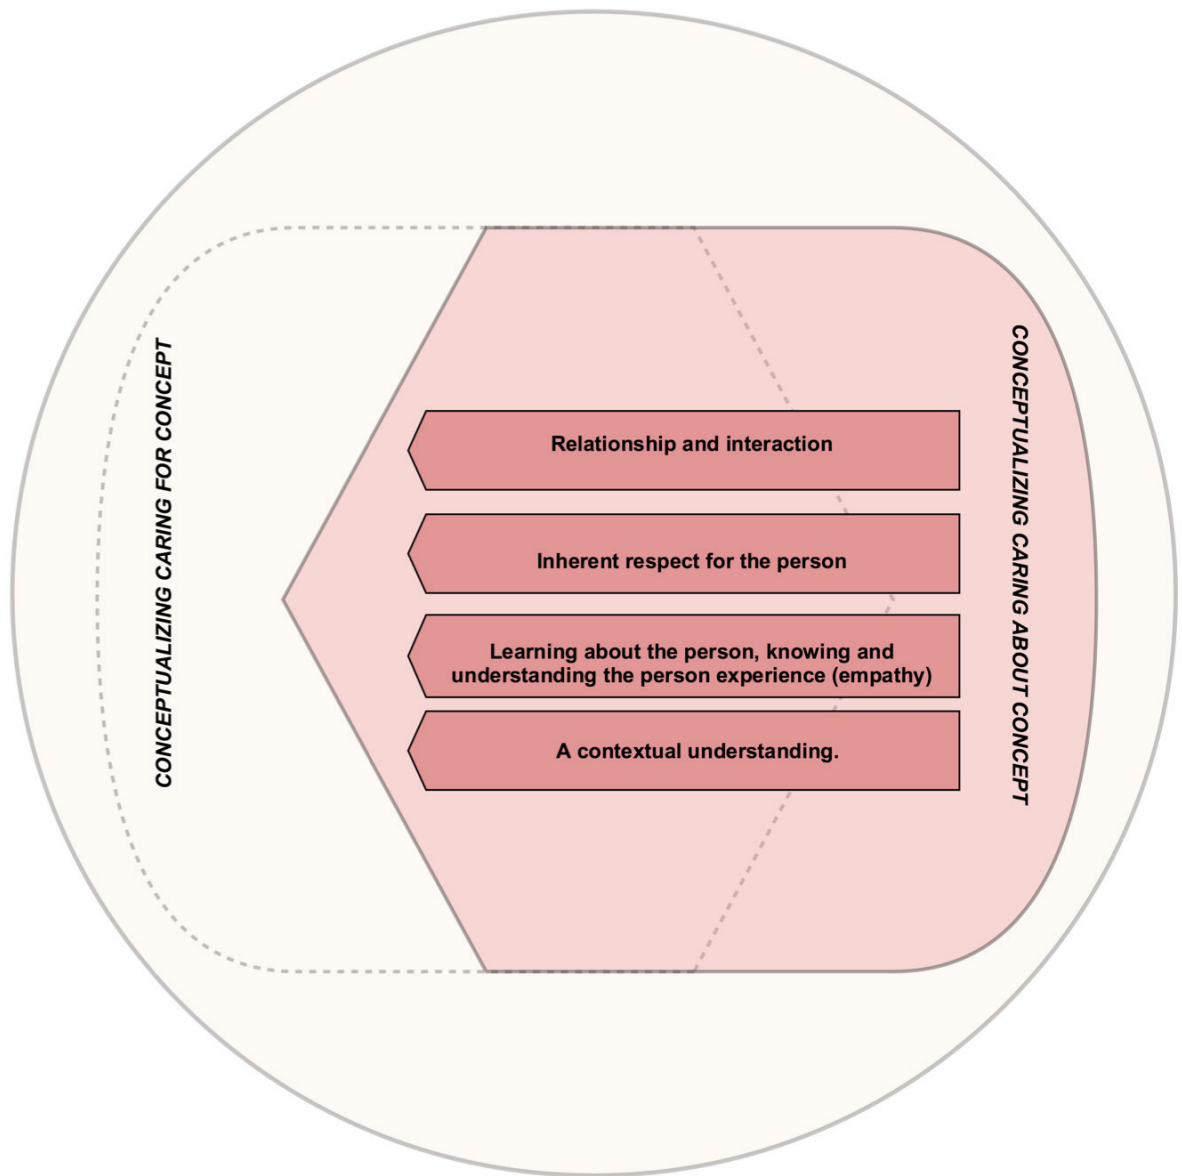 CONCEPTUALIZING CARING FOR CONCEPT
Relationship and interaction
Inherent respect for the person
Learning about the person, knowing and
understanding the person experience (empathy)
A contextual understanding.
CONCEPTUALIZING CARING ABOUT CONCEPT